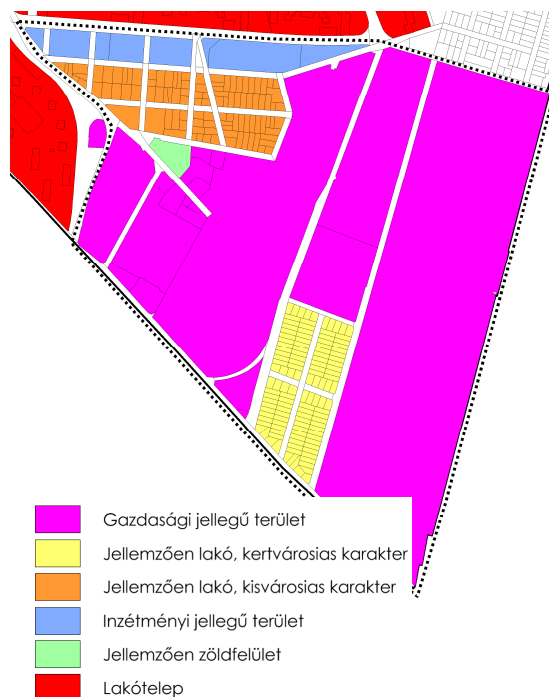 Gazdasági jellegű terület
Jellemzően lakó, kertvárosias karakter
Jellemzően lakó, kisvárosias karakter
Inzétményi jellegű terület
Jellemzően zöldfelület
Lakótelep